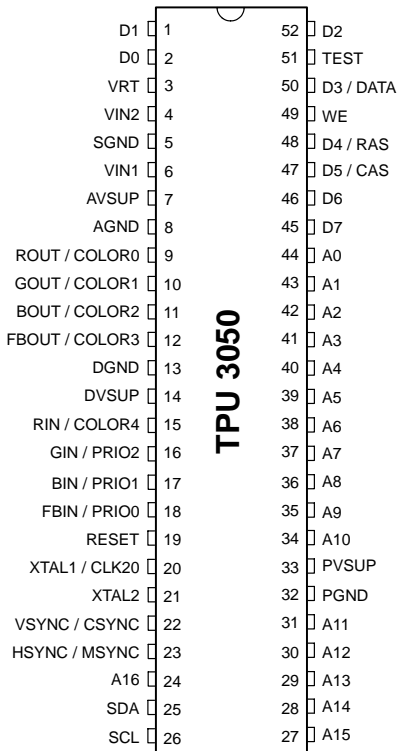 D1 1 52 D2
D0 2 51 TEST
VRT 3 50 D3 / DATA
VIN2 4 49 WE
SGND 5 48 D4 / RAS
VIN1 6 47 D5 / CAS
AVSUP 7 46 D6
AGND 8 45 D7
ROUT / COLOR0 9 44 A0
GOUT / COLOR1 10 43 A1
BOUT / COLOR2 11 42 A2
FBOUT / COLOR3 12 41 A3
DGND 13 40 A4
DVSUP 14 39 A5
RIN / COLOR4 15 38 A6
GIN / PRIO2 16 37 A7
BIN / PRIO1 17 36 A8
FBIN / PRIO0 18 35 A9
RESET 19 34 A10
XTAL1 / CLK20 20 33 PVSUP
XTAL2 21 32 PGND
VSYNC / CSYNC 22 31 A11
HSYNC / MSYNC 23 30 A12
A16 24 29 A13
SDA 25 28 A14
SCL 26 27 A15
TPU 3050